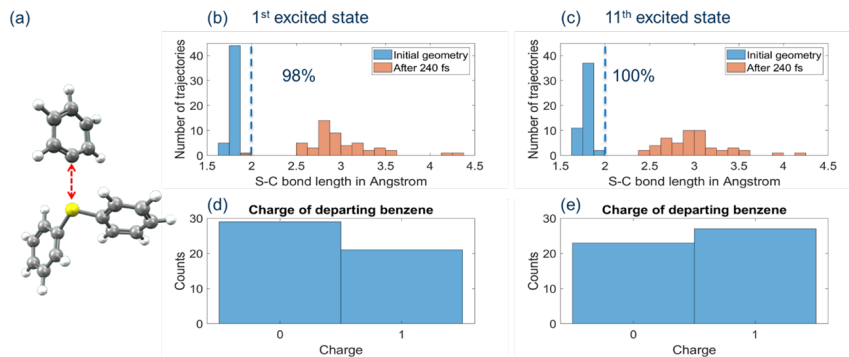 (a)
(b) 1st excited state
Number of trajectories
40
30
20
10
0
Initial geometry
After 240 fs
98%
1.5 2 2.5 3 3.5 4 4.5
S-C bond length in Angstrom
(c) 11th excited state
Number of trajectories
40
30
20
10
0
Initial geometry
After 240 fs
100%
1.5 2 2.5 3 3.5 4 4.5
S-C bond length in Angstrom
(d) Charge of departing benzene
Counts
30
20
10
0
0 1
Charge
(e) Charge of departing benzene
Counts
30
20
10
0
0 1
Charge